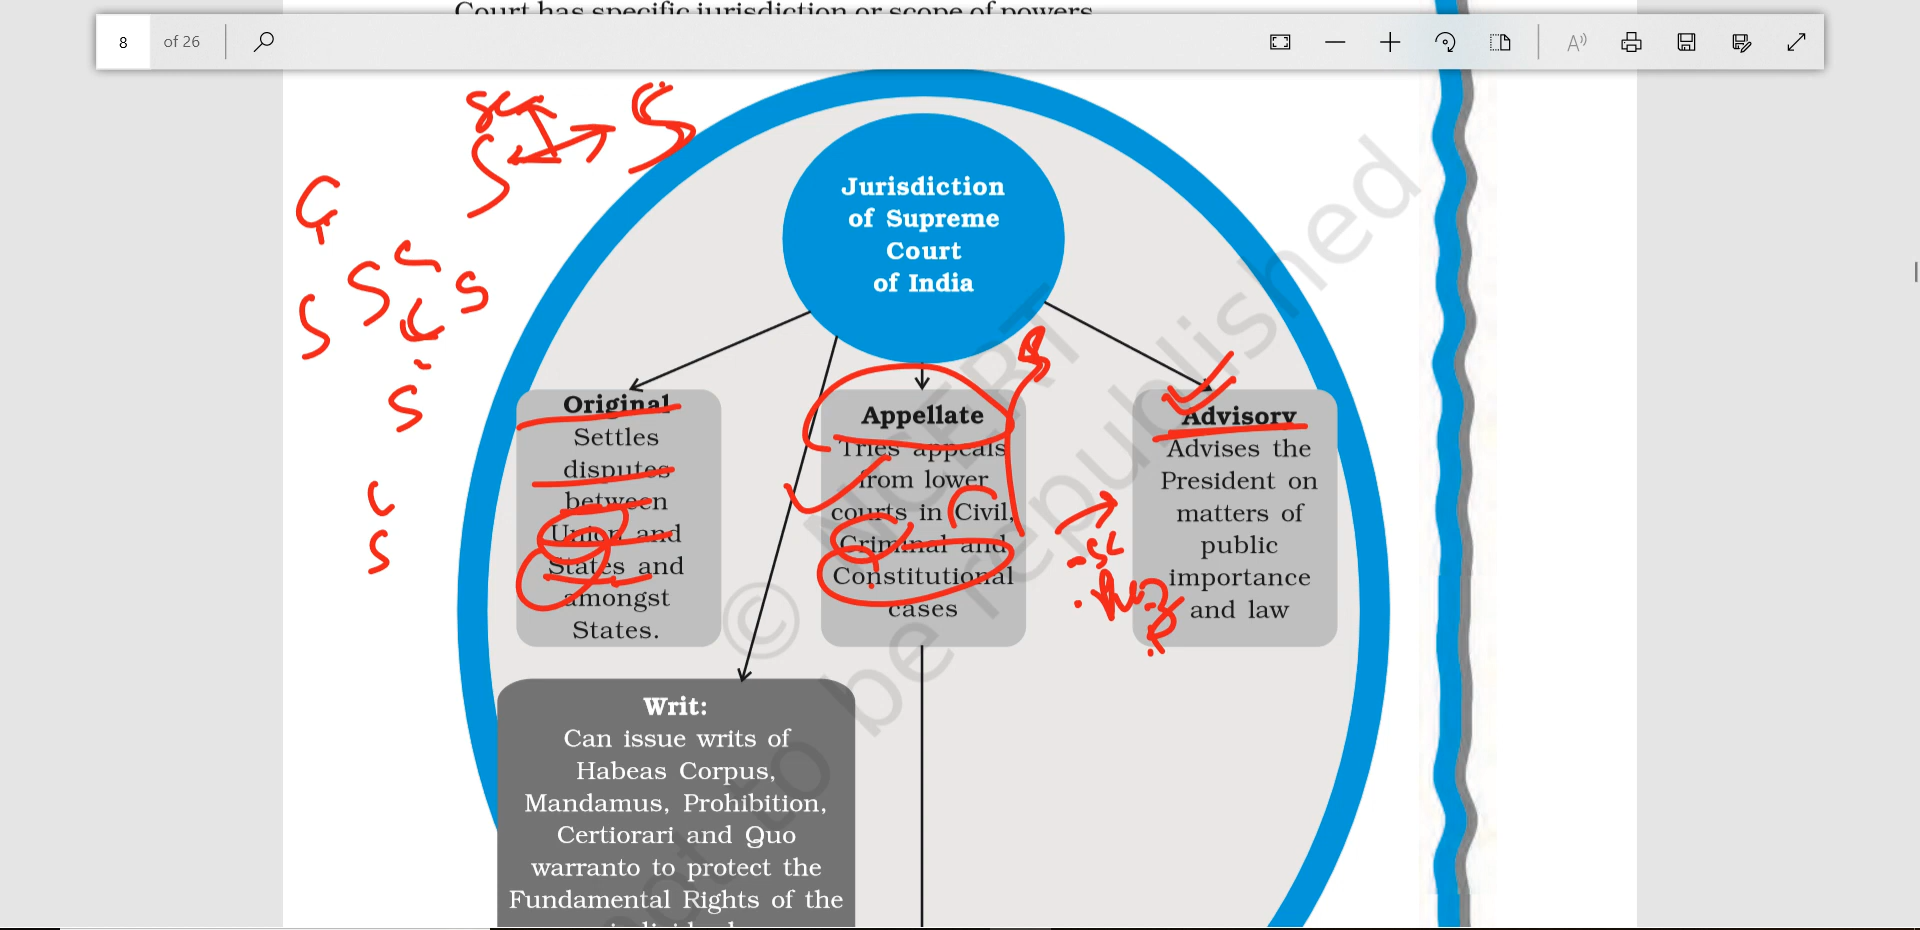 Court has specific jurisdiction or scope of powers
8 of 26
Jurisdiction
of Supreme
Court
of India
Original
Settles
disputes
between
Union and
States and
amongst
States.
Appellate
Tries appeals
from lower
courts in Civil,
Criminal and
Constitutional
cases
Advisory
Advises the
President on
matters of
public
importance
and law
Writ:
Can issue writs of
Habeas Corpus,
Mandamus, Prohibition,
Certiorari and Quo
warranto to protect the
Fundamental Rights of the
© NCERT
not to be republished